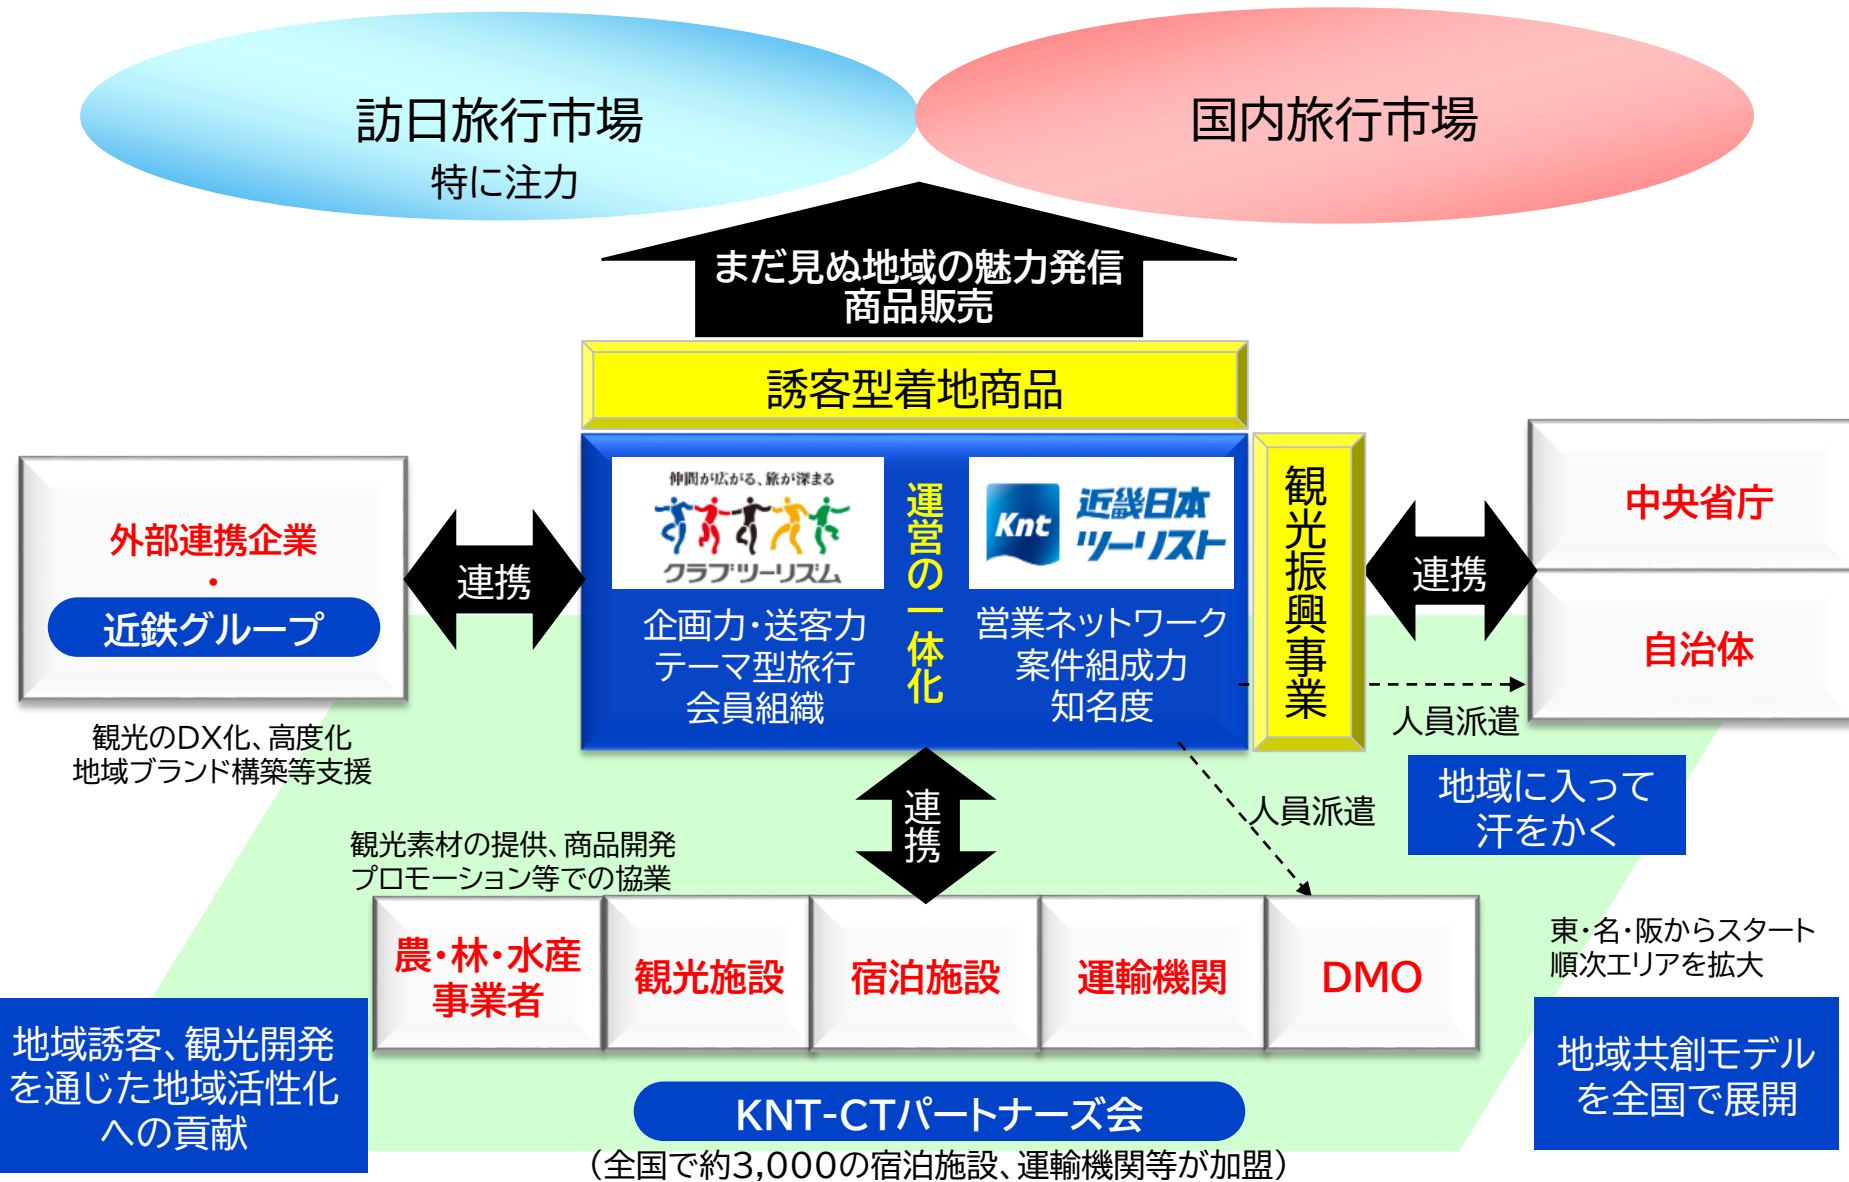 訪日旅行市場
特に注力
国内旅行市場
まだ見ぬ地域の魅力発信
商品販売
誘客型着地商品
外部連携企業
・
近鉄グループ
連携
仲間が広がる、旅が深まる
クラブツーリズム
企画力・送客力
テーマ型旅行
会員組織
運営の一体化
Knt
近畿日本
ツーリスト
営業ネットワーク
案件組成力
知名度
観光振興事業
連携
中央省庁
自治体
人員派遣
観光のDX化、高度化
地域ブランド構築等支援
地域に入って
汗をかく
連携
人員派遣
観光素材の提供、商品開発
プロモーション等での協業
農・林・水産
事業者
観光施設
宿泊施設
運輸機関
DMO
東・名・阪からスタート
順次エリアを拡大
地域誘客、観光開発
を通じた地域活性化
への貢献
地域共創モデル
を全国で展開
KNT-CTパートナーズ会
（全国で約3,000の宿泊施設、運輸機関等が加盟）